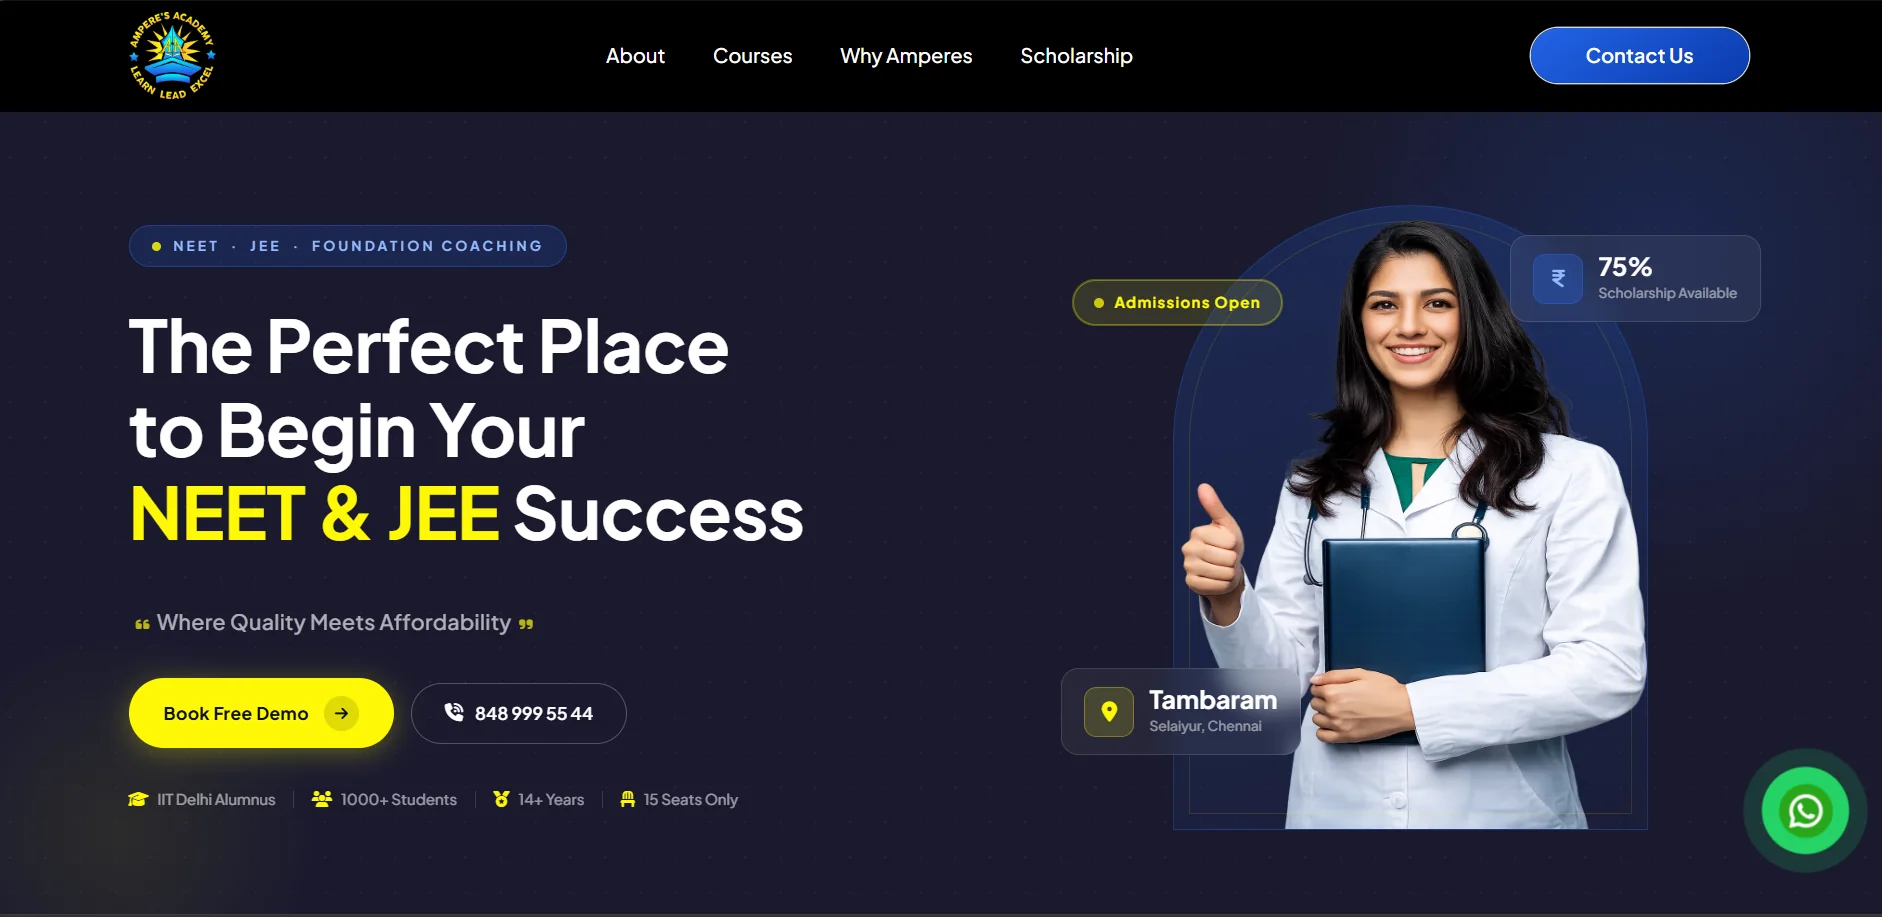 AMPERE'S ACADEMY
LEARN LEAD EXCEL
About
Courses
Why Amperes
Scholarship
Contact Us
NEET · JEE · FOUNDATION COACHING
The Perfect Place
to Begin Your
NEET & JEE Success
❝ Where Quality Meets Affordability ❞
Book Free Demo →
848 999 55 44
IIT Delhi Alumnus
1000+ Students
14+ Years
15 Seats Only
Admissions Open
₹
75%
Scholarship Available
Tambaram
Selaiyur, Chennai